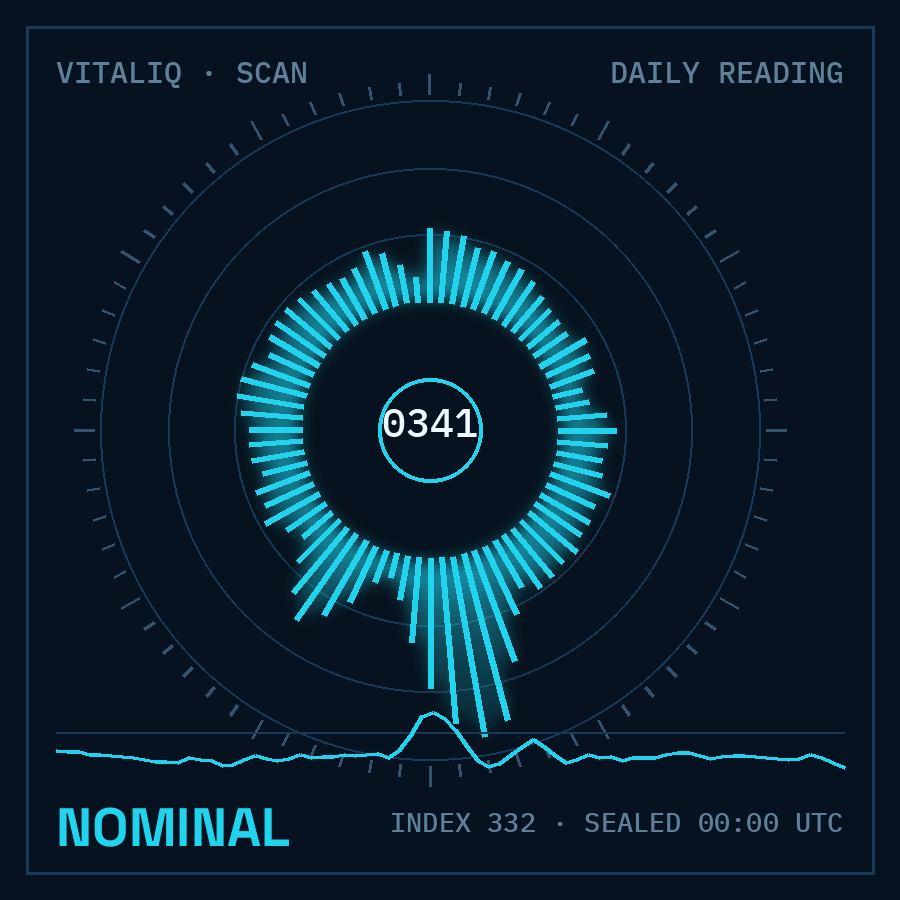 VITALIQ · SCAN
DAILY READING
0341
NOMINAL
INDEX 332 · SEALED 00:00 UTC